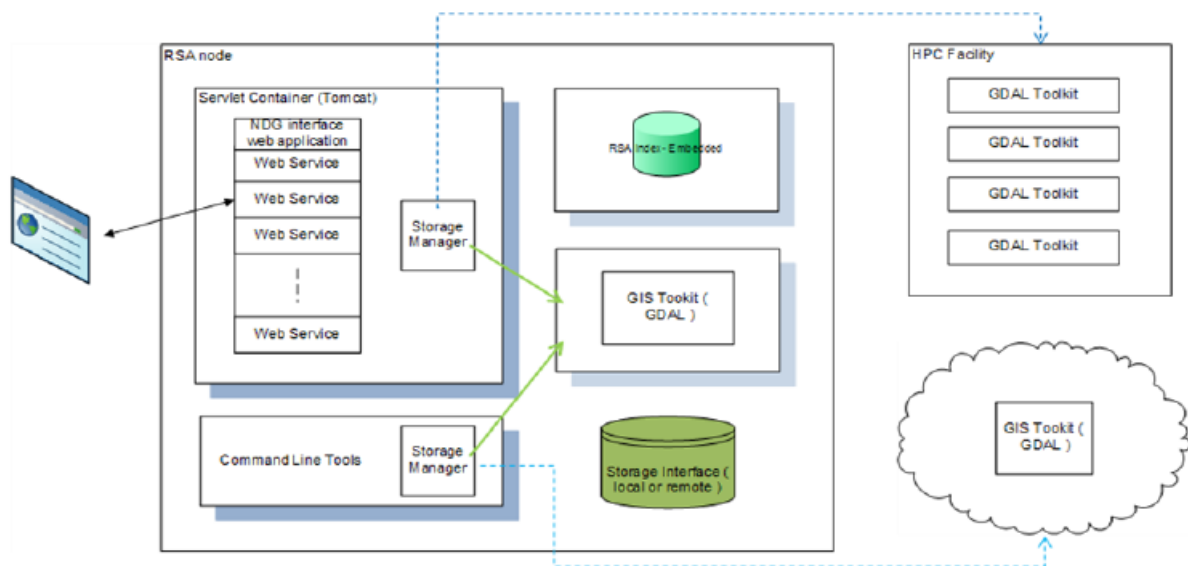 RSA node
Servlet Container (Tomcat)
NDG interface
web application
Web Service
Web Service
Web Service
Web Service
Storage
Manager
RSA Index - Embedded
GIS Tookit (
GDAL )
Command Line Tools
Storage
Manager
Storage Interface (
local or remote )
HPC Facility
GDAL Toolkit
GDAL Toolkit
GDAL Toolkit
GDAL Toolkit
GIS Tookit (
GDAL )